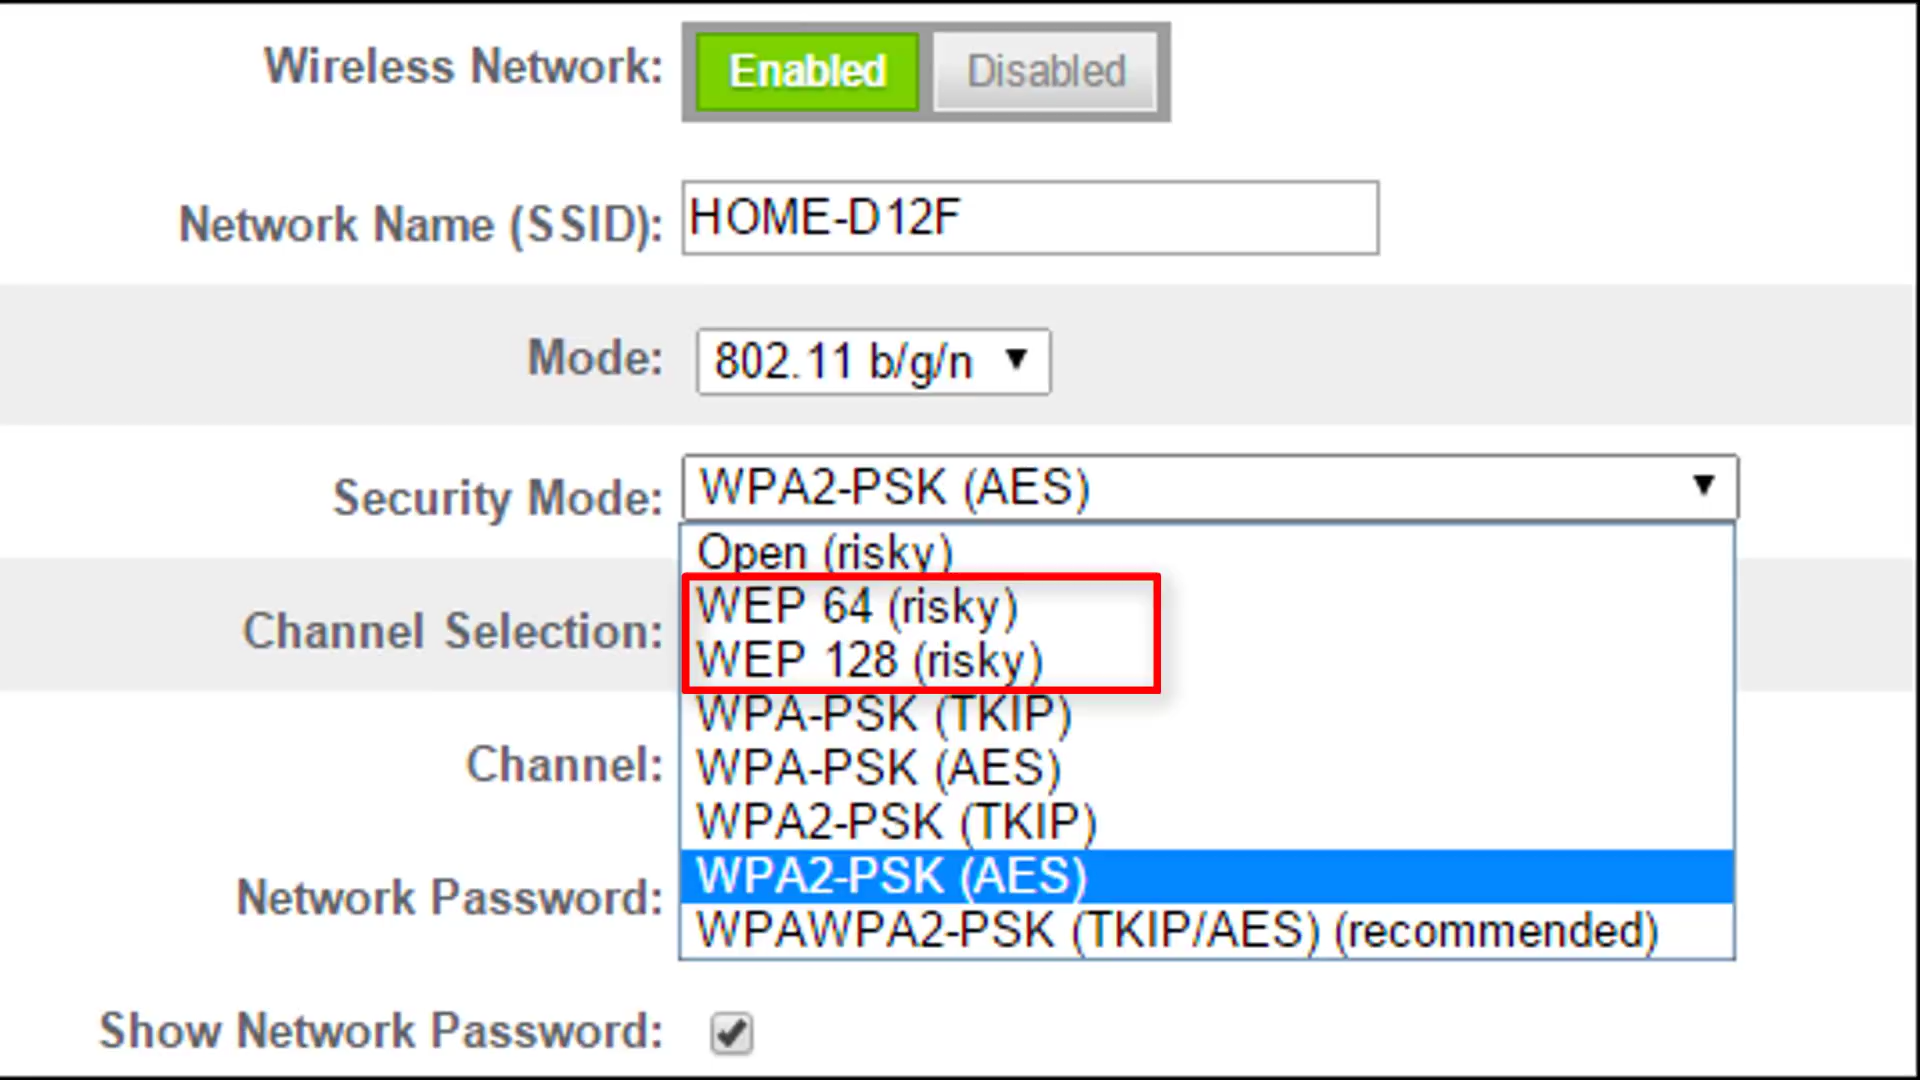 Wireless Network: Enabled Disabled
Network Name (SSID): HOME-D12F
Mode: 802.11 b/g/n
Security Mode: WPA2-PSK (AES)
Open (risky)
WEP 64 (risky)
Channel Selection:
WEP 128 (risky)
WPA-PSK (TKIP)
Channel:
WPA-PSK (AES)
WPA2-PSK (TKIP)
WPA2-PSK (AES)
Network Password:
WPAWPA2-PSK (TKIP/AES) (recommended)
Show Network Password: